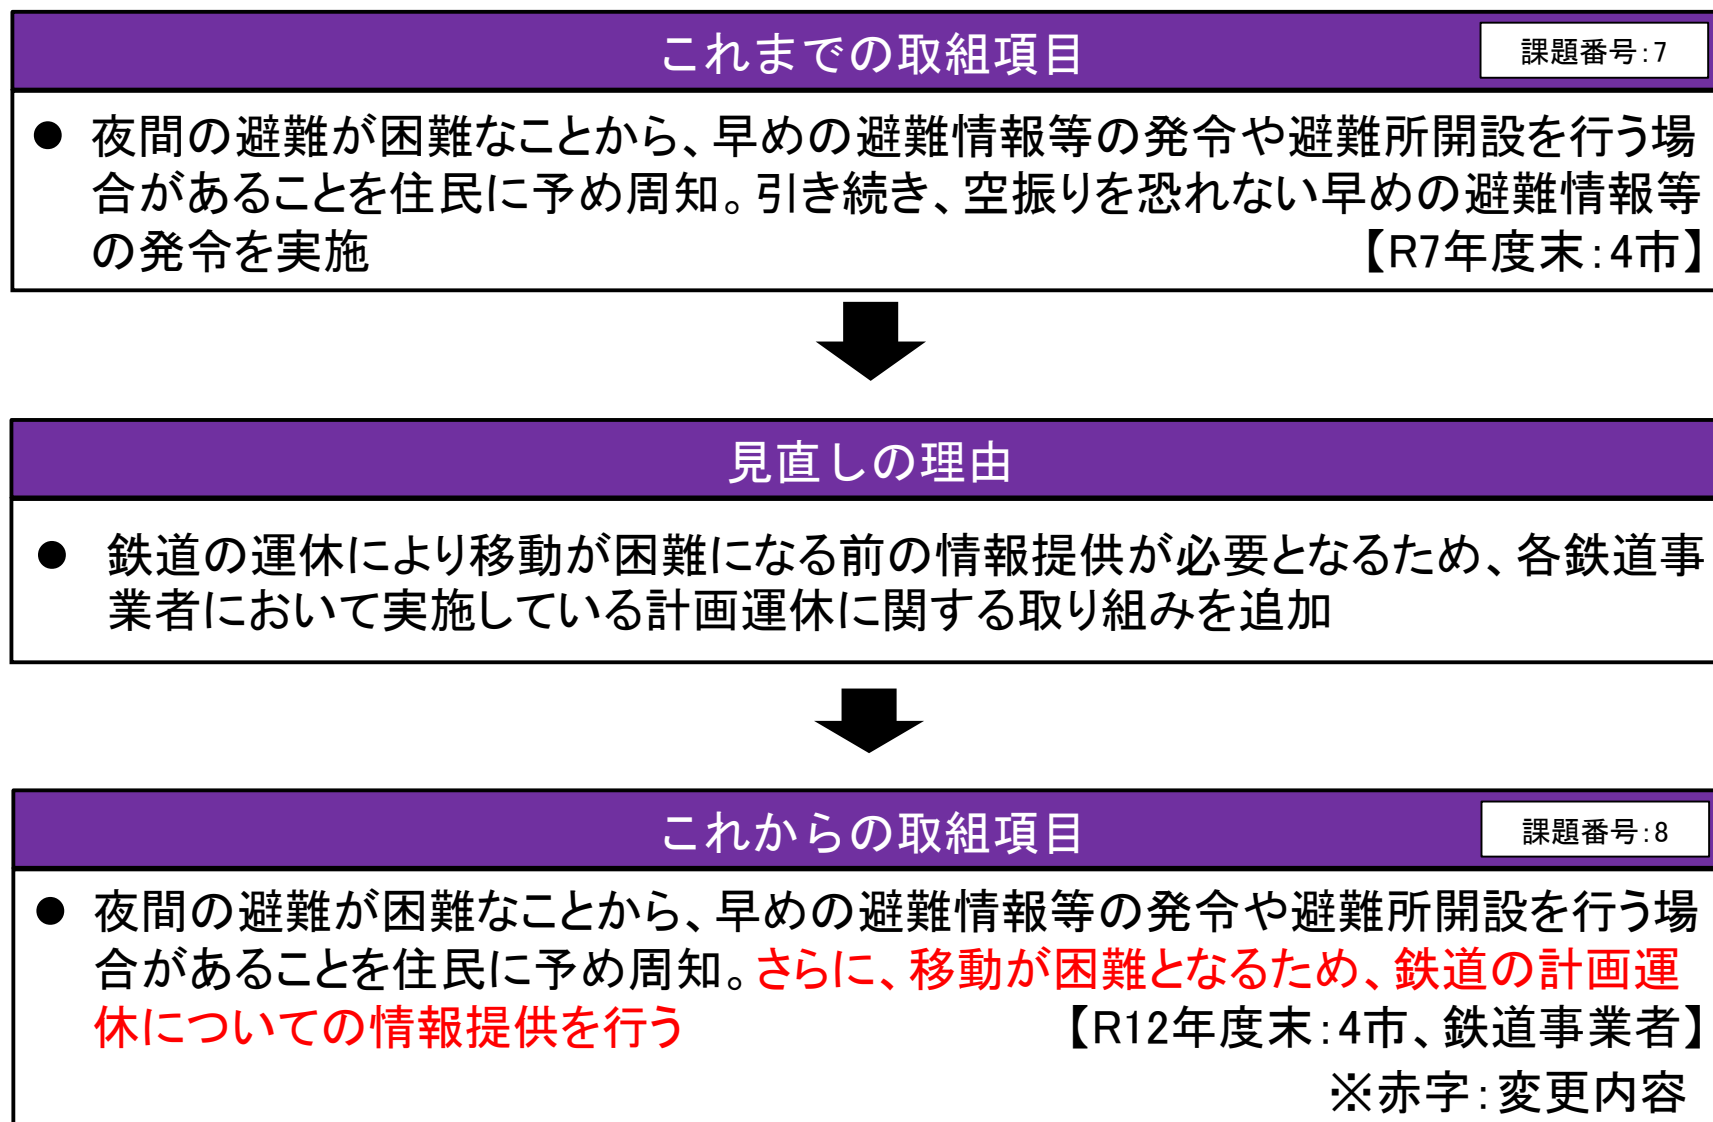 これまでの取組項目
課題番号:7
● 夜間の避難が困難なことから、早めの避難情報等の発令や避難所開設を行う場
合があることを住民に予め周知。引き続き、空振りを恐れない早めの避難情報等
の発令を実施 【R7年度末:4市】
見直しの理由
● 鉄道の運休により移動が困難になる前の情報提供が必要となるため、各鉄道事
業者において実施している計画運休に関する取り組みを追加
これからの取組項目
課題番号:8
● 夜間の避難が困難なことから、早めの避難情報等の発令や避難所開設を行う場
合があることを住民に予め周知。さらに、移動が困難となるため、鉄道の計画運
休についての情報提供を行う 【R12年度末:4市、鉄道事業者】
※赤字:変更内容